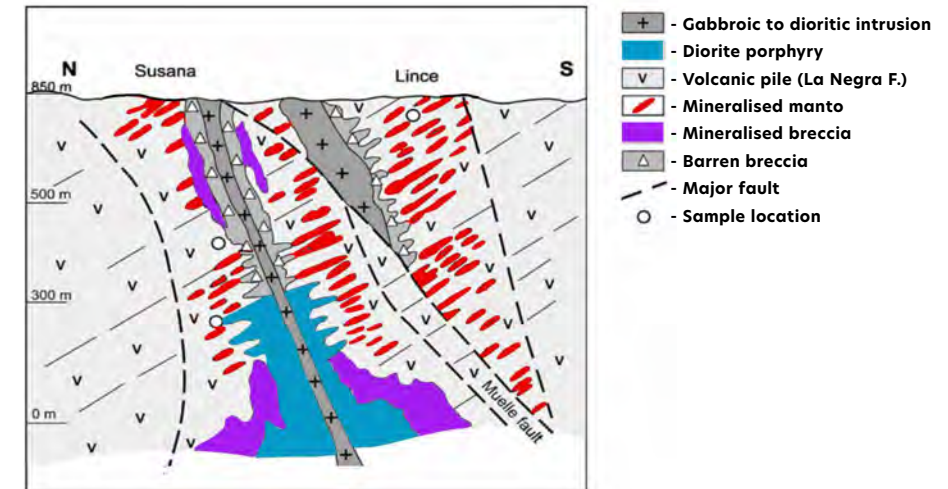 N
Susana
Lince
S
850 m
500 m
300 m
0 m
Muelle fault
- Gabbroic to dioritic intrusion
- Diorite porphyry
v - Volcanic pile (La Negra F.)
- Mineralised manto
- Mineralised breccia
- Barren breccia
- Major fault
- Sample location